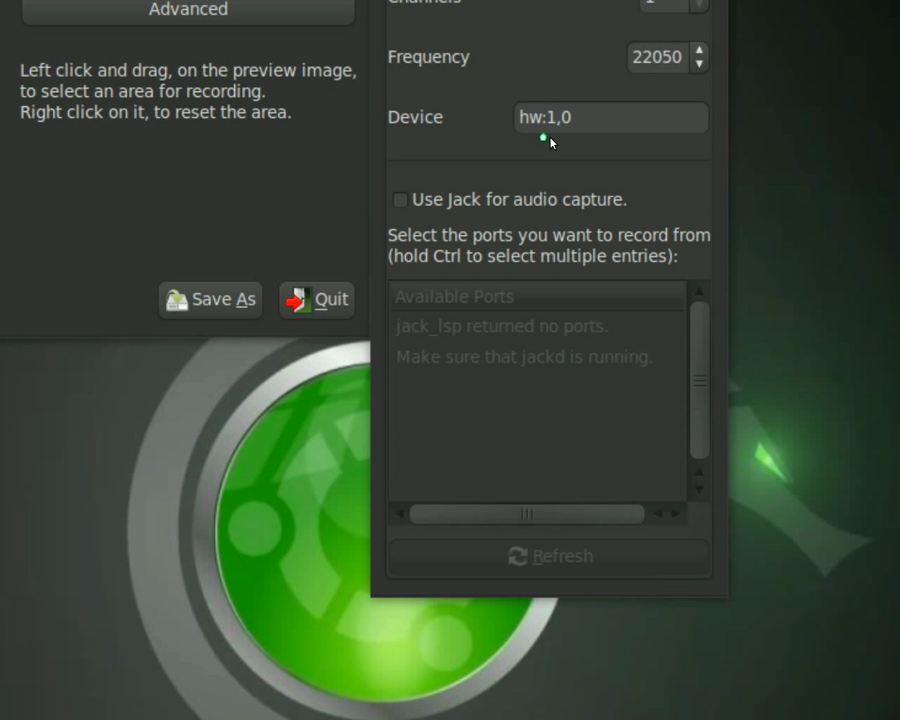 Advanced
Left click and drag, on the preview image,
to select an area for recording.
Right click on it, to reset the area.
Save As
Quit
Channels
1
Frequency
22050
Device
hw:1,0
Use Jack for audio capture.
Select the ports you want to record from
(hold Ctrl to select multiple entries):
Available Ports
jack_lsp returned no ports.
Make sure that jackd is running.
Refresh